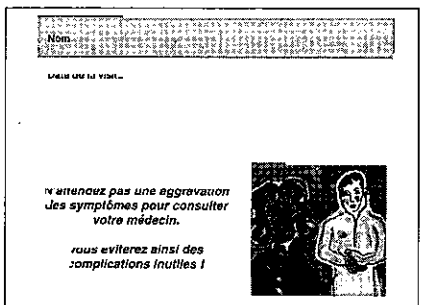 Nom
Date de la visite
N'attendez pas une aggravation
des symptômes pour consulter
votre médecin.
vous eviterez ainsi des
complications inutiles !